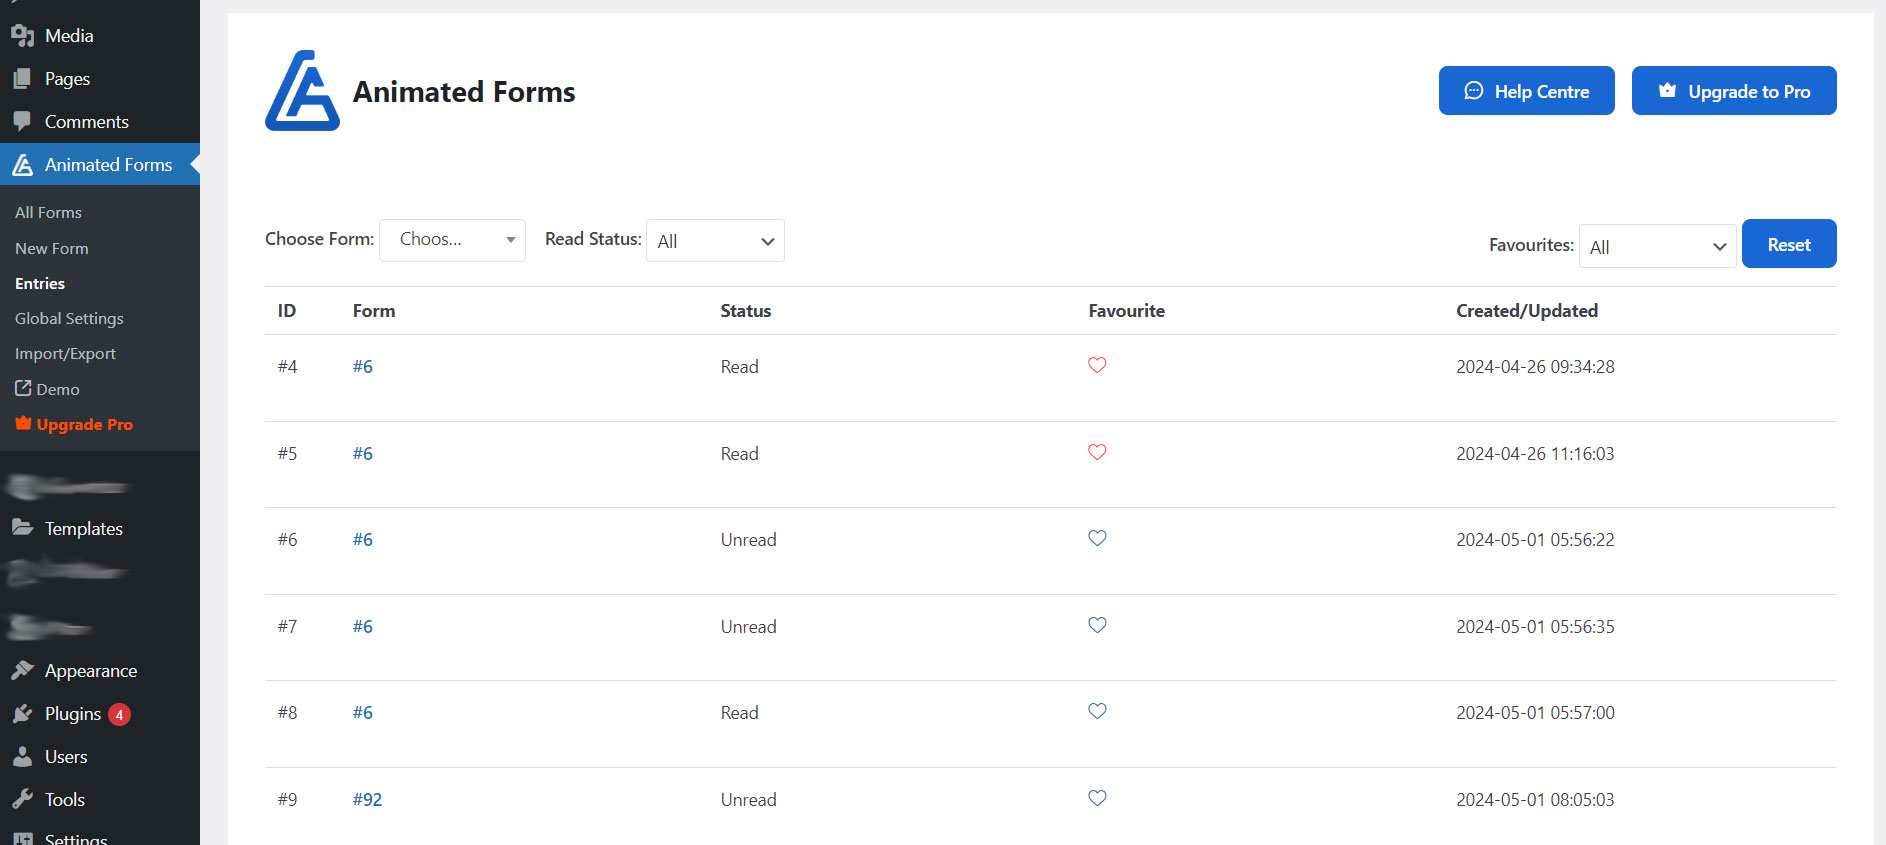 Media
Pages
Comments
Animated Forms
All Forms
New Form
Entries
Global Settings
Import/Export
Demo
Upgrade Pro
Templates
Appearance
Plugins 4
Users
Tools
Settings
Animated Forms
Help Centre Upgrade to Pro
Choose Form: Choos... Read Status: All Favourites: All Reset
ID Form Status Favourite Created/Updated
#4 #6 Read 2024-04-26 09:34:28
#5 #6 Read 2024-04-26 11:16:03
#6 #6 Unread 2024-05-01 05:56:22
#7 #6 Unread 2024-05-01 05:56:35
#8 #6 Read 2024-05-01 05:57:00
#9 #92 Unread 2024-05-01 08:05:03